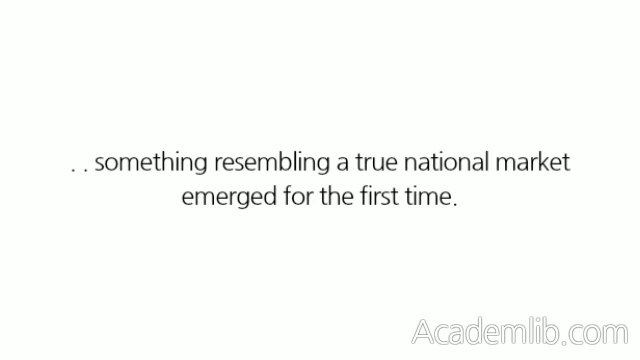 . . something resembling a true national market
emerged for the first time.
Academlib.com